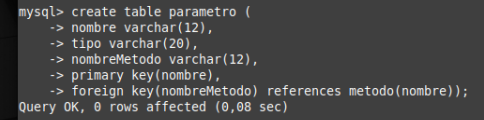 mysql> create table parametro (
    -> nombre varchar(12),
    -> tipo varchar(20),
    -> nombreMetodo varchar(12),
    -> primary key(nombre),
    -> foreign key(nombreMetodo) references metodo(nombre));
Query OK, 0 rows affected (0,08 sec)